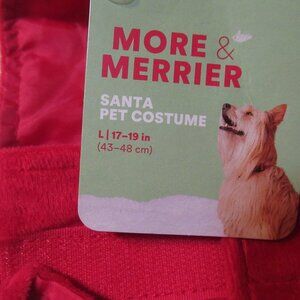 MORE &
MERRIER
SANTA
PET COSTUME
L | 17-19 in
(43-48 cm)